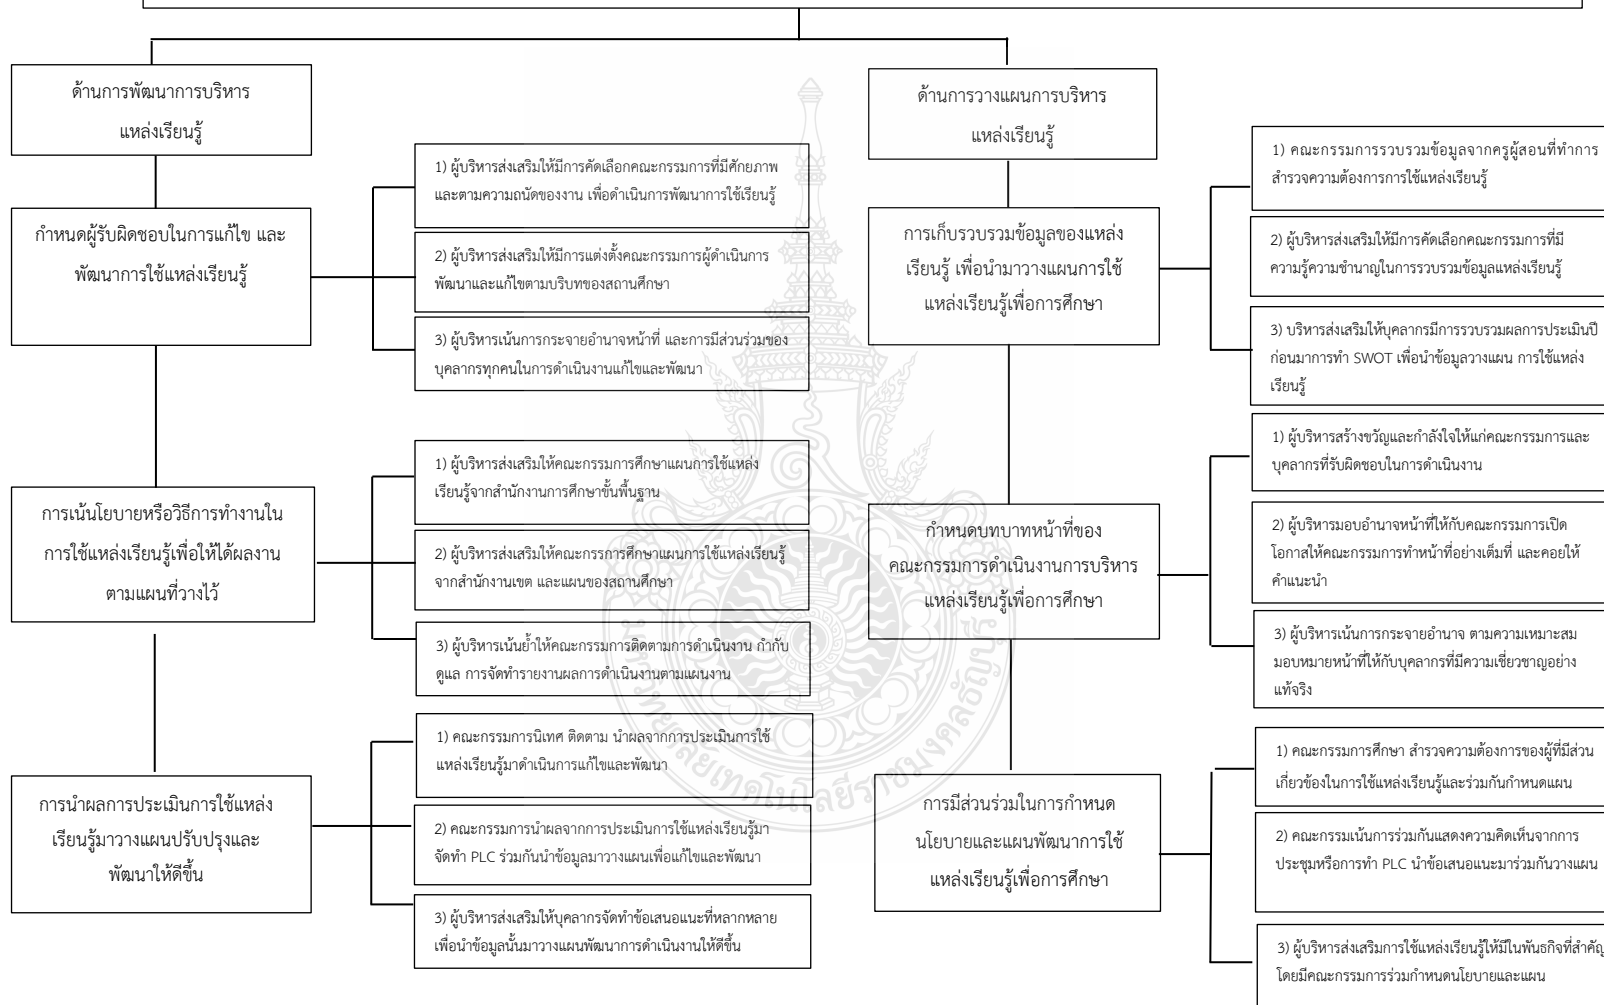 ด้านการพัฒนาการบริหาร
แหล่งเรียนรู้
กำหนดผู้รับผิดชอบในการแก้ไข และ
พัฒนาการใช้แหล่งเรียนรู้
1) ผู้บริหารส่งเสริมให้มีการคัดเลือกคณะกรรมการที่มีศักยภาพ
และตามความถนัดของงาน เพื่อดำเนินการพัฒนาการใช้เรียนรู้
2) ผู้บริหารส่งเสริมให้มีการแต่งตั้งคณะกรรมการผู้ดำเนินการ
พัฒนาและแก้ไขตามบริบทของสถานศึกษา
3) ผู้บริหารเน้นการกระจายอำนาจหน้าที่ และการมีส่วนร่วมของ
บุคลากรทุกคนในการดำเนินงานแก้ไขและพัฒนา
การเน้นโยบายหรือวิธีการทำงานใน
การใช้แหล่งเรียนรู้เพื่อให้ได้ผลงาน
ตามแผนที่วางไว้
1) ผู้บริหารส่งเสริมให้คณะกรรมการศึกษาแผนการใช้แหล่ง
เรียนรู้จากสำนักงานการศึกษาขั้นพื้นฐาน
2) ผู้บริหารส่งเสริมให้คณะกรรการศึกษาแผนการใช้แหล่งเรียนรู้
จากสำนักงานเขต และแผนของสถานศึกษา
3) ผู้บริหารเน้นย้ำให้คณะกรรมการติดตามการดำเนินงาน กำกับ
ดูแล การจัดทำรายงานผลการดำเนินงานตามแผนงาน
การนำผลการประเมินการใช้แหล่ง
เรียนรู้มาวางแผนปรับปรุงและ
พัฒนาให้ดีขึ้น
1) คณะกรรมการนิเทศ ติดตาม นำผลจากการประเมินการใช้
แหล่งเรียนรู้มาดำเนินการแก้ไขและพัฒนา
2) คณะกรรมการนำผลจากการประเมินการใช้แหล่งเรียนรู้มา
จัดทำ PLC ร่วมกันนำข้อมูลมาวางแผนเพื่อแก้ไขและพัฒนา
3) ผู้บริหารส่งเสริมให้บุคลากรจัดทำข้อเสนอแนะที่หลากหลาย
เพื่อนำข้อมูลนั้นมาวางแผนพัฒนาการดำเนินงานให้ดีขึ้น
ด้านการวางแผนการบริหาร
แหล่งเรียนรู้
การเก็บรวบรวมข้อมูลของแหล่ง
เรียนรู้ เพื่อนำมาวางแผนการใช้
แหล่งเรียนรู้เพื่อการศึกษา
1) คณะกรรมการรวบรวมข้อมูลจากครูผู้สอนที่ทำการ
สำรวจความต้องการการใช้แหล่งเรียนรู้
2) ผู้บริหารส่งเสริมให้มีการคัดเลือกคณะกรรมการที่มี
ความรู้ความชำนาญในการรวบรวมข้อมูลแหล่งเรียนรู้
3) บริหารส่งเสริมให้บุคลากรมีการรวบรวมผลการประเมินปี
ก่อนมาการทำ SWOT เพื่อนำข้อมูลวางแผน การใช้แหล่ง
เรียนรู้
กำหนดบทบาทหน้าที่ของ
คณะกรรมการดำเนินงานการบริหาร
แหล่งเรียนรู้เพื่อการศึกษา
1) ผู้บริหารสร้างขวัญและกำลังใจให้แก่คณะกรรมการและ
บุคลากรที่รับผิดชอบในการดำเนินงาน
2) ผู้บริหารมอบอำนาจหน้าที่ให้กับคณะกรรมการเปิด
โอกาสให้คณะกรรมการทำหน้าที่อย่างเต็มที่ และคอยให้
คำแนะนำ
3) ผู้บริหารเน้นการกระจายอำนาจ ตามความเหมาะสม
มอบหมายหน้าที่ให้กับบุคลากรที่มีความเชี่ยวชาญอย่าง
แท้จริง
การมีส่วนร่วมในการกำหนด
นโยบายและแผนพัฒนาการใช้
แหล่งเรียนรู้เพื่อการศึกษา
1) คณะกรรมการศึกษา สำรวจความต้องการของผู้ที่มีส่วน
เกี่ยวข้องในการใช้แหล่งเรียนรู้และร่วมกันกำหนดแผน
2) คณะกรรมเน้นการร่วมกันแสดงความคิดเห็นจากการ
ประชุมหรือการทำ PLC นำข้อเสนอแนะมาร่วมกันวางแผน
3) ผู้บริหารส่งเสริมการใช้แหล่งเรียนรู้ให้มีในพันธกิจที่สำคัญ
โดยมีคณะกรรมการร่วมกำหนดนโยบายและแผน
มหาวิทยาลัยเทคโนโลยีราชมงคลธัญบุรี